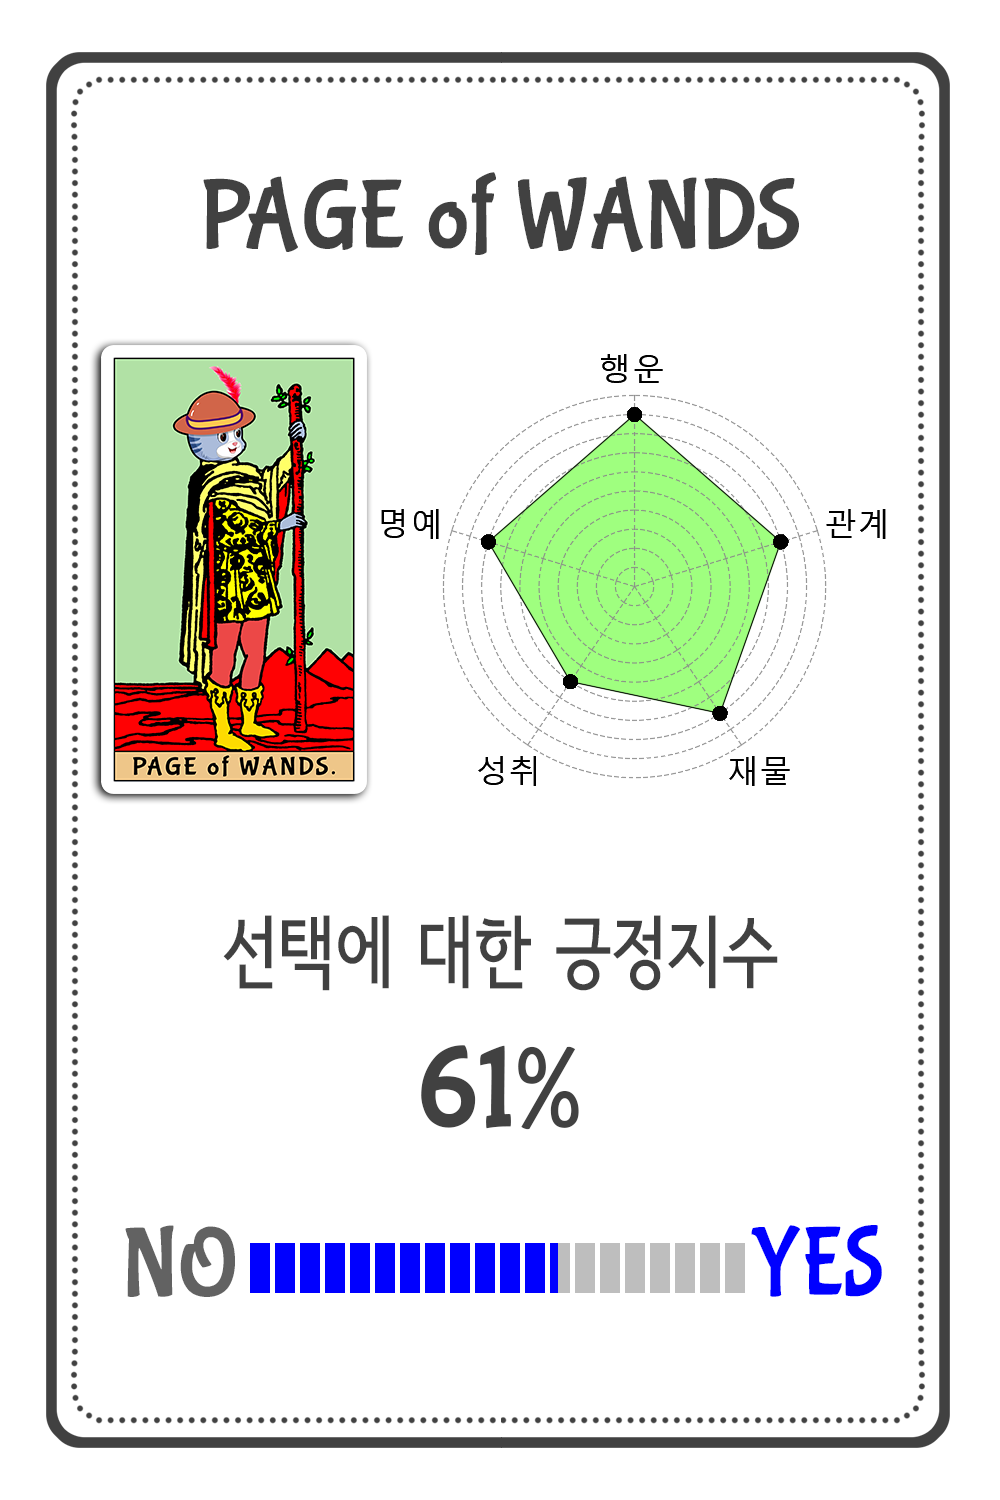 PAGE of WANDS
행운
명예
관계
성취
재물
PAGE of WANDS.
선택에 대한 긍정지수
61%
NO
YES